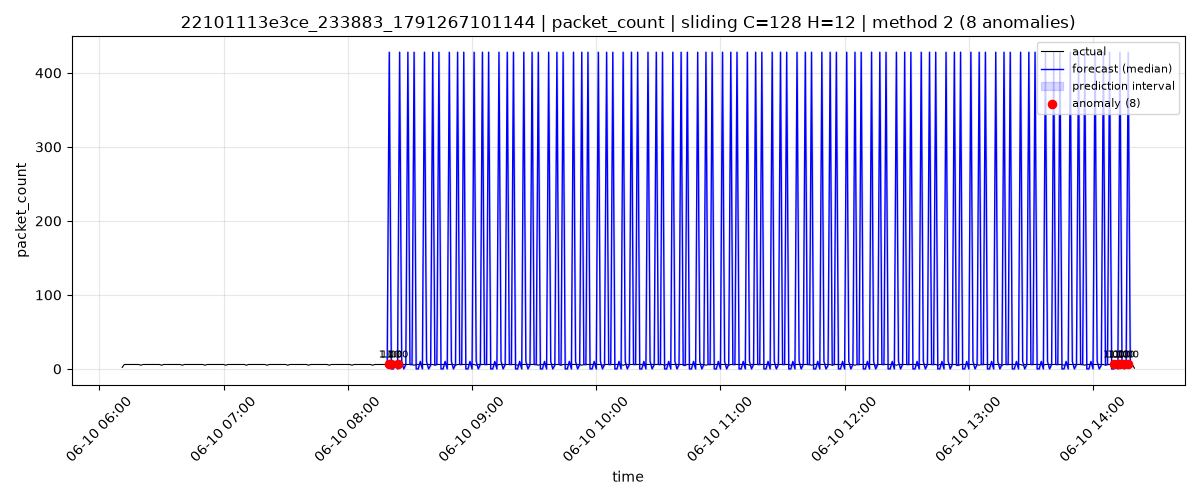 22101113e3ce_233883_1791267101144 | packet_count | sliding C=128 H=12 | method 2 (8 anomalies)
actual
forecast (median)
prediction interval
anomaly (8)
packet_count
400
300
200
100
0
06-10 06:00
06-10 07:00
06-10 08:00
06-10 09:00
06-10 10:00
06-10 11:00
06-10 12:00
06-10 13:00
06-10 14:00
time